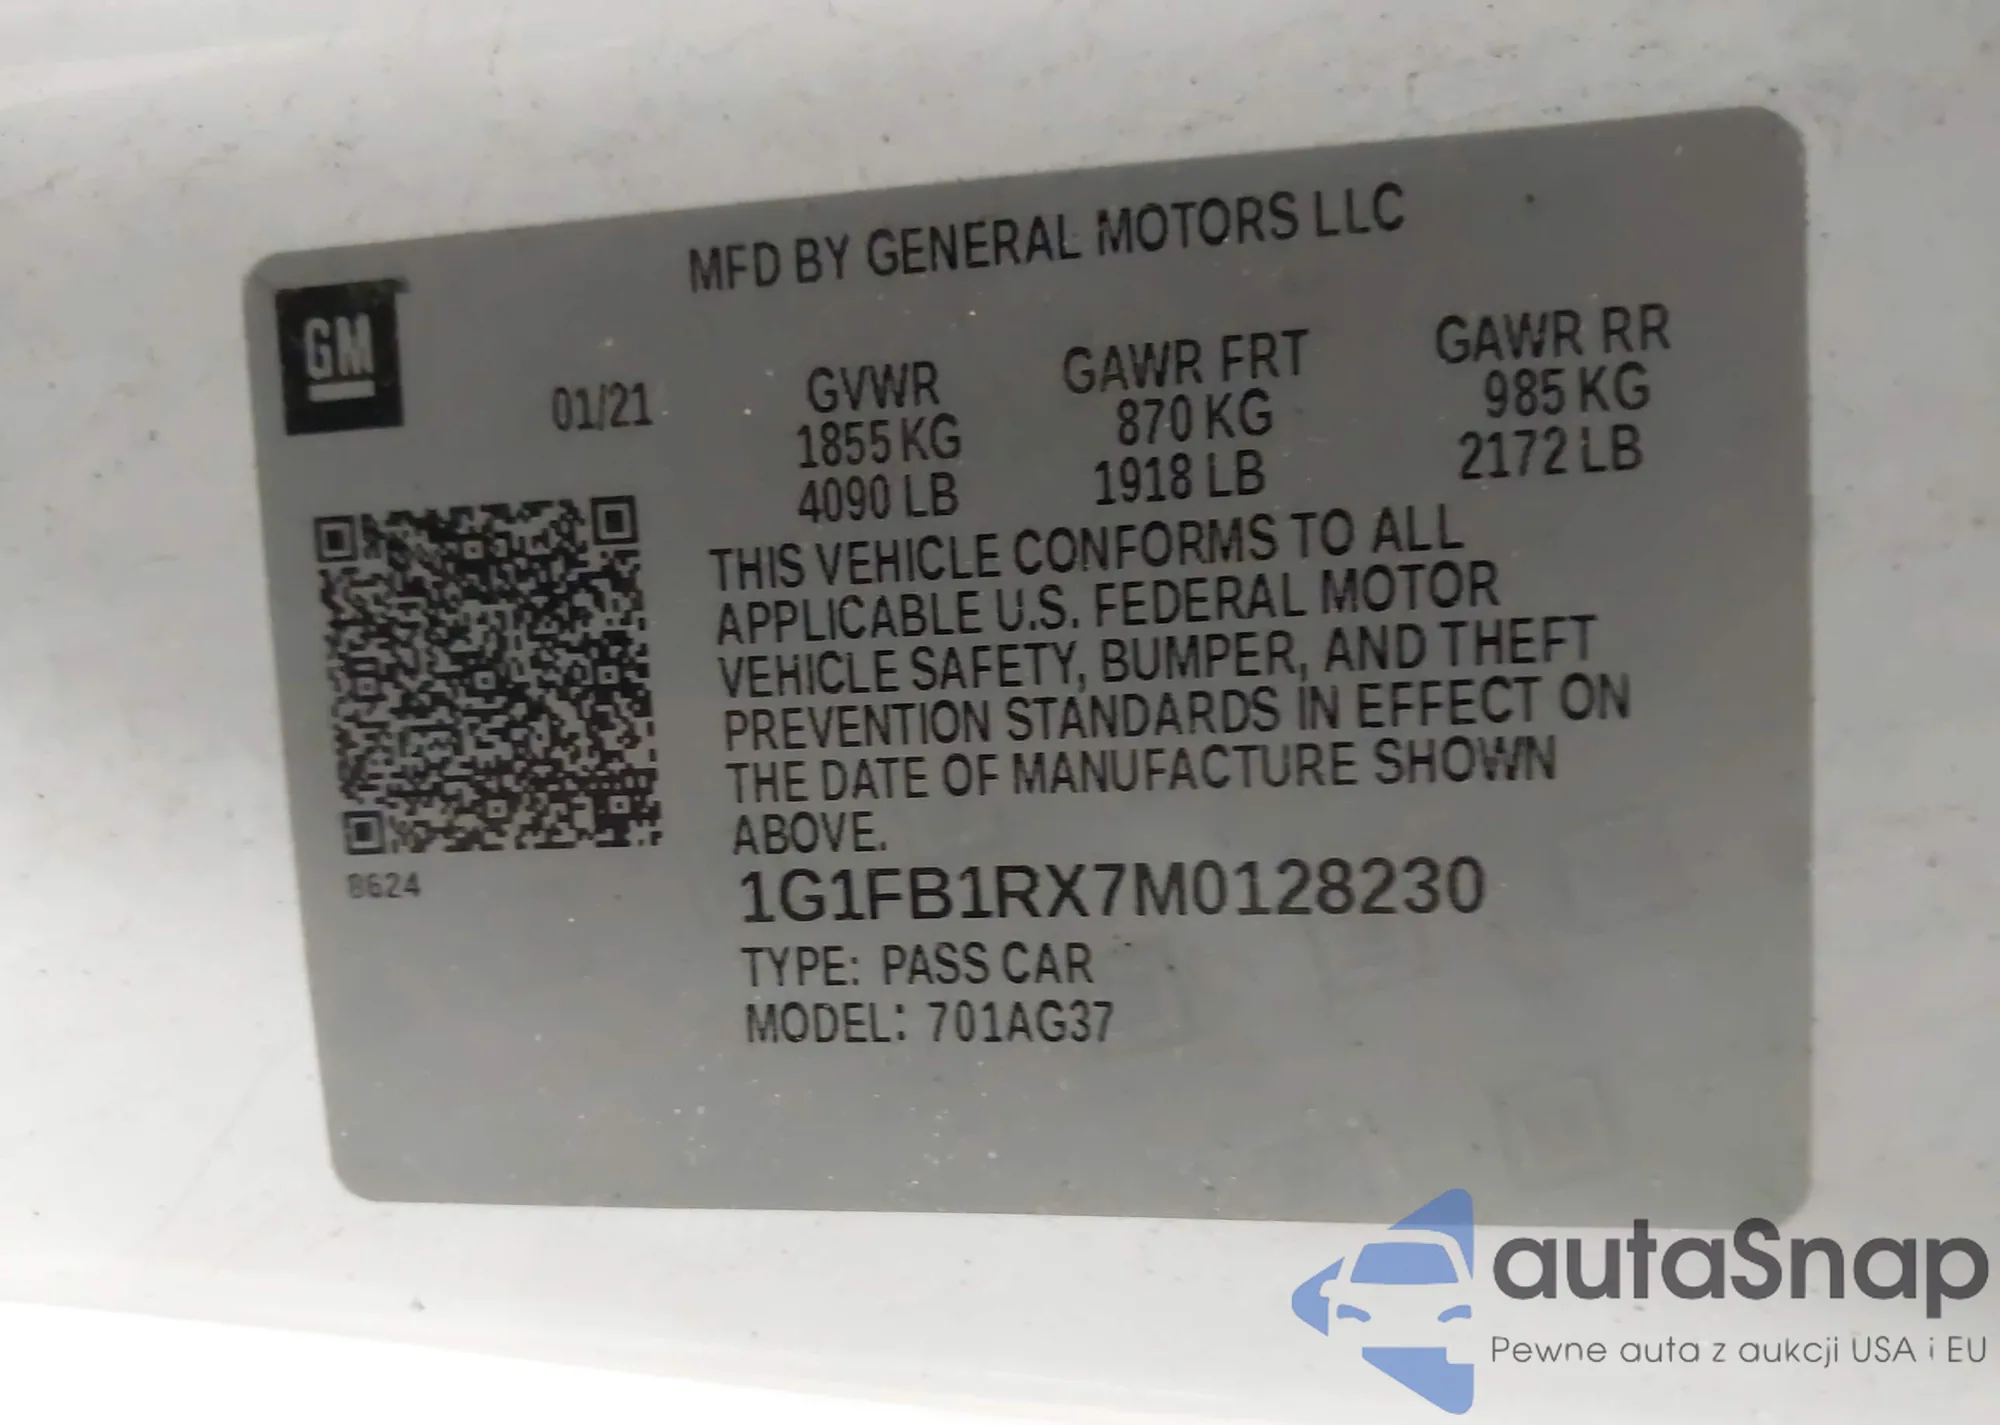 MFD BY GENERAL MOTORS LLC
GM
01/21
GVWR
1855 KG
4090 LB
GAWR FRT
870 KG
1918 LB
GAWR RR
985 KG
2172 LB
THIS VEHICLE CONFORMS TO ALL
APPLICABLE U.S. FEDERAL MOTOR
VEHICLE SAFETY, BUMPER, AND THEFT
PREVENTION STANDARDS IN EFFECT ON
THE DATE OF MANUFACTURE SHOWN
ABOVE.
8624
1G1FB1RX7M0128230
TYPE: PASS CAR
MODEL: 701AG37
autaSnap
Pewne auta z aukcji USA i EU